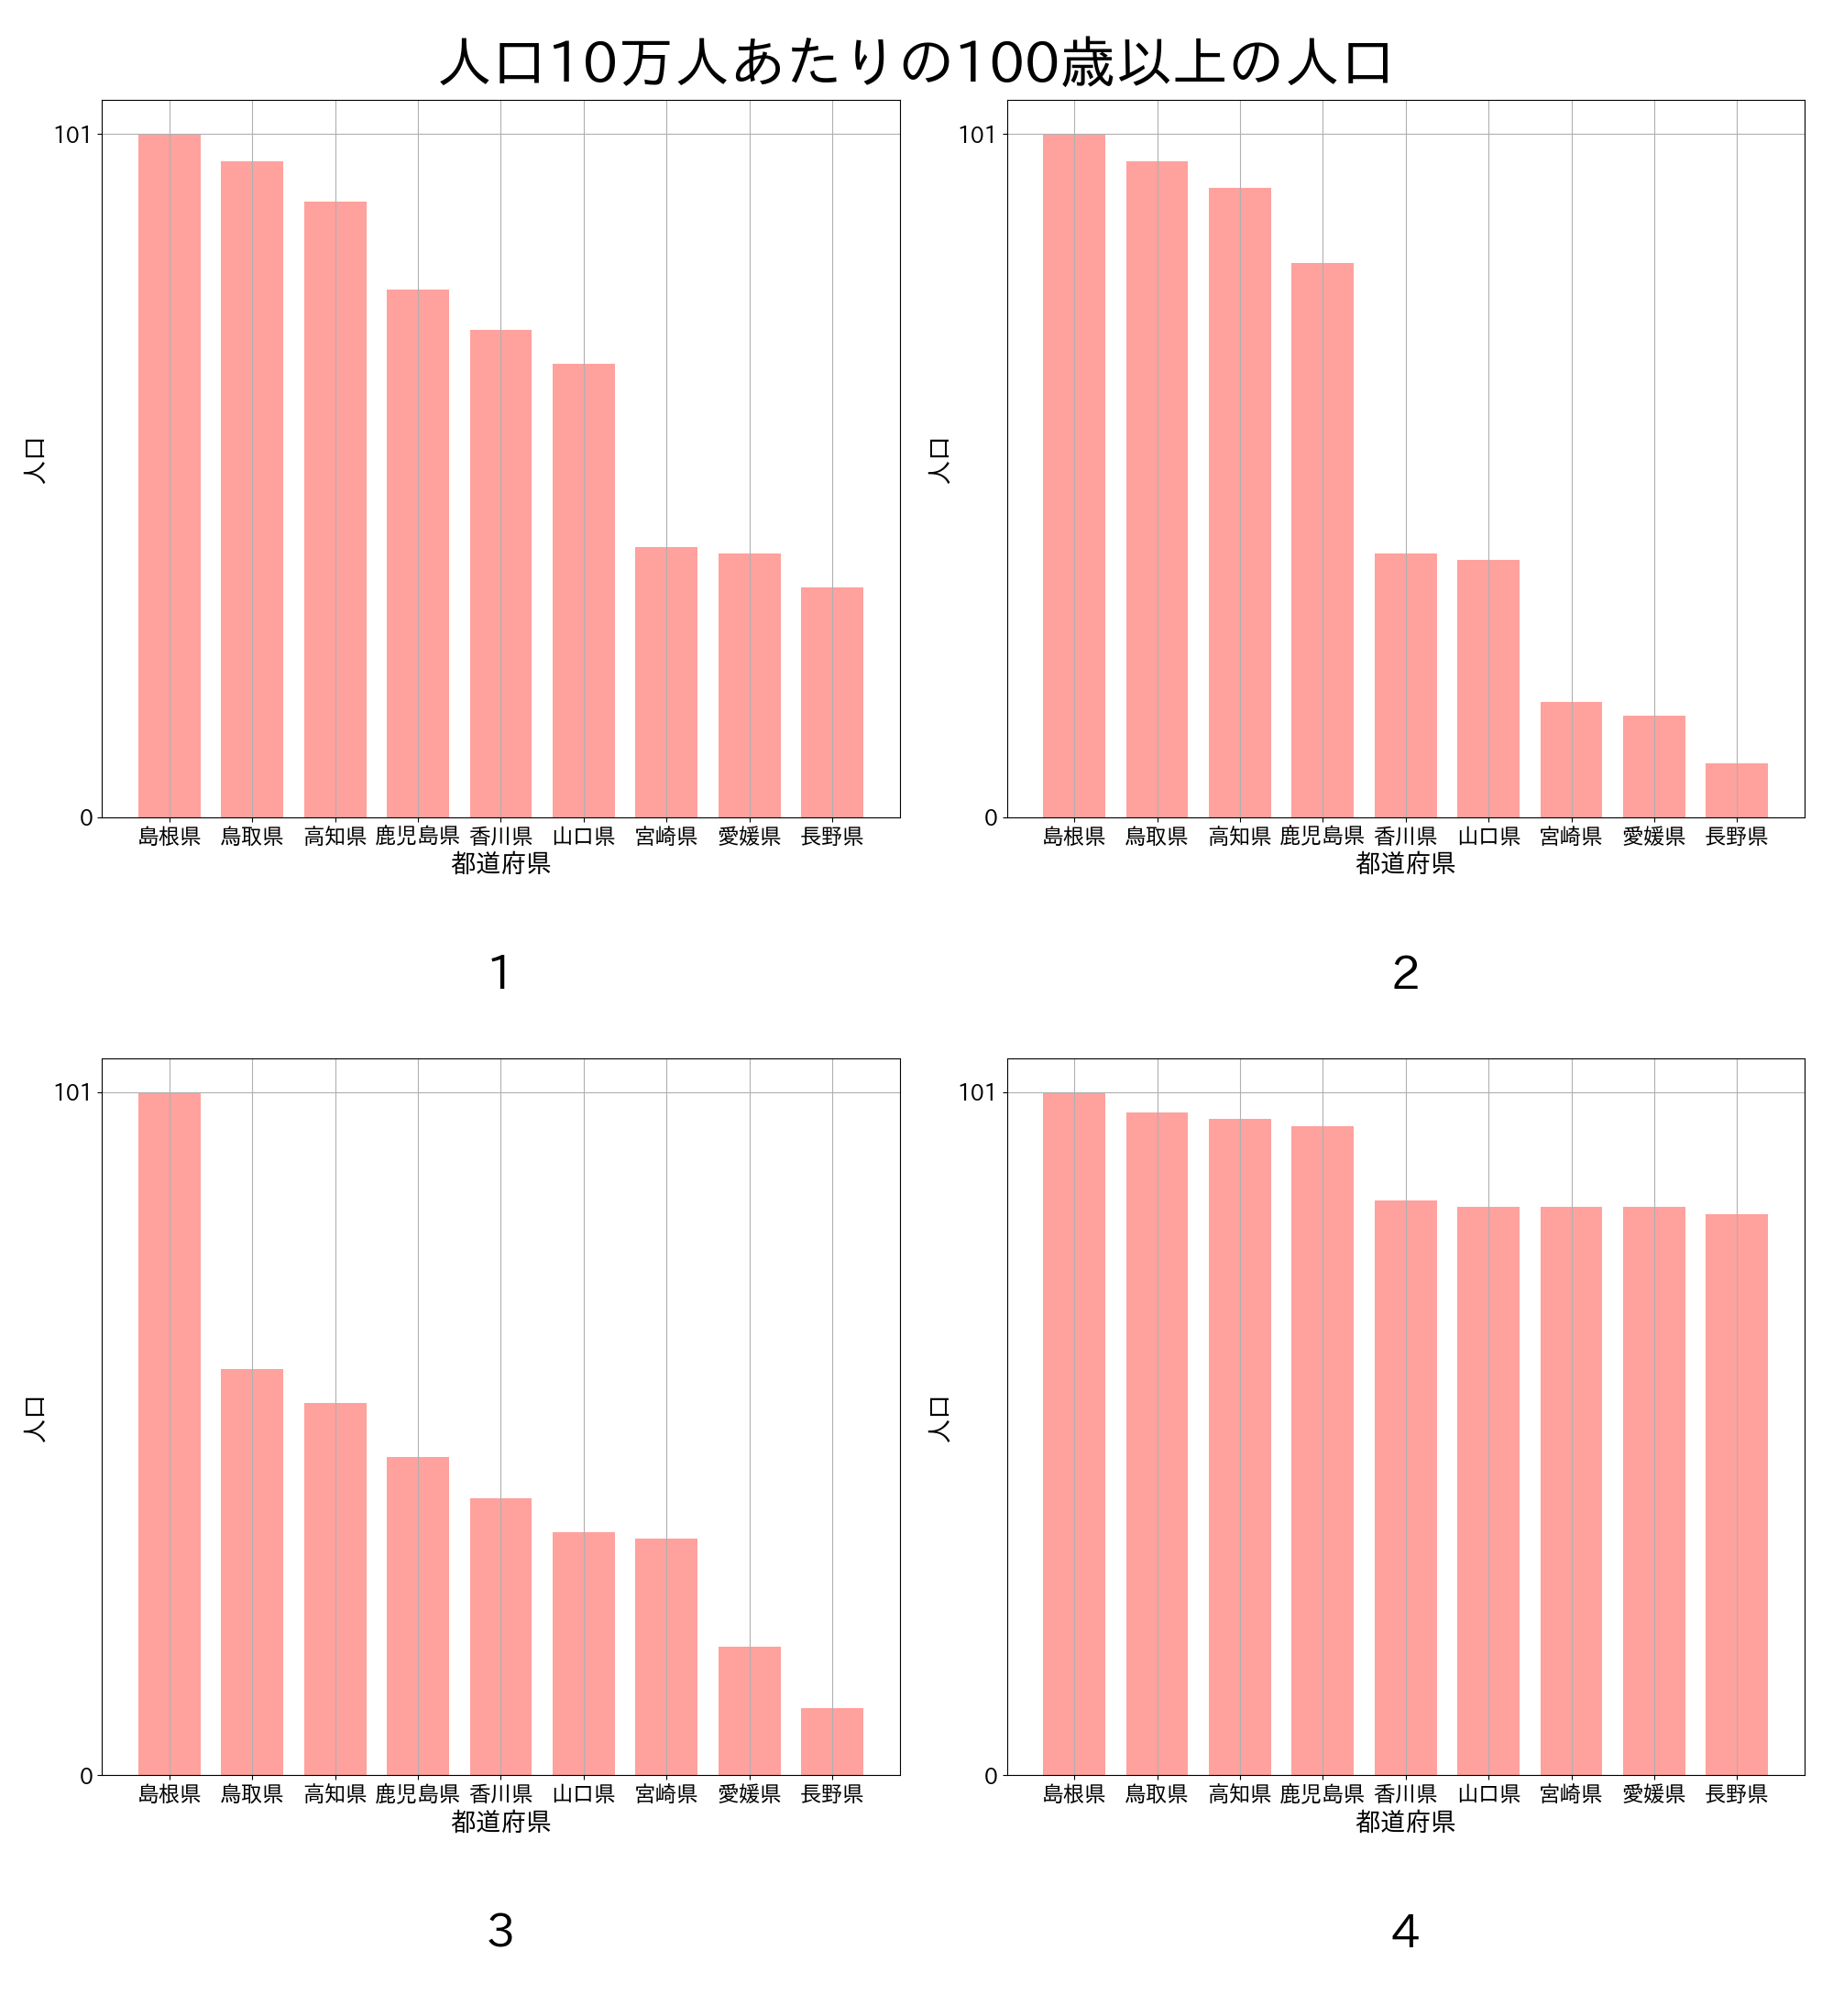 人口10万人あたりの100歳以上の人口
人口
101
0
島根県 鳥取県 高知県 鹿児島県 香川県 山口県 宮崎県 愛媛県 長野県
都道府県
1
人口
101
0
島根県 鳥取県 高知県 鹿児島県 香川県 山口県 宮崎県 愛媛県 長野県
都道府県
2
人口
101
0
島根県 鳥取県 高知県 鹿児島県 香川県 山口県 宮崎県 愛媛県 長野県
都道府県
3
人口
101
0
島根県 鳥取県 高知県 鹿児島県 香川県 山口県 宮崎県 愛媛県 長野県
都道府県
4